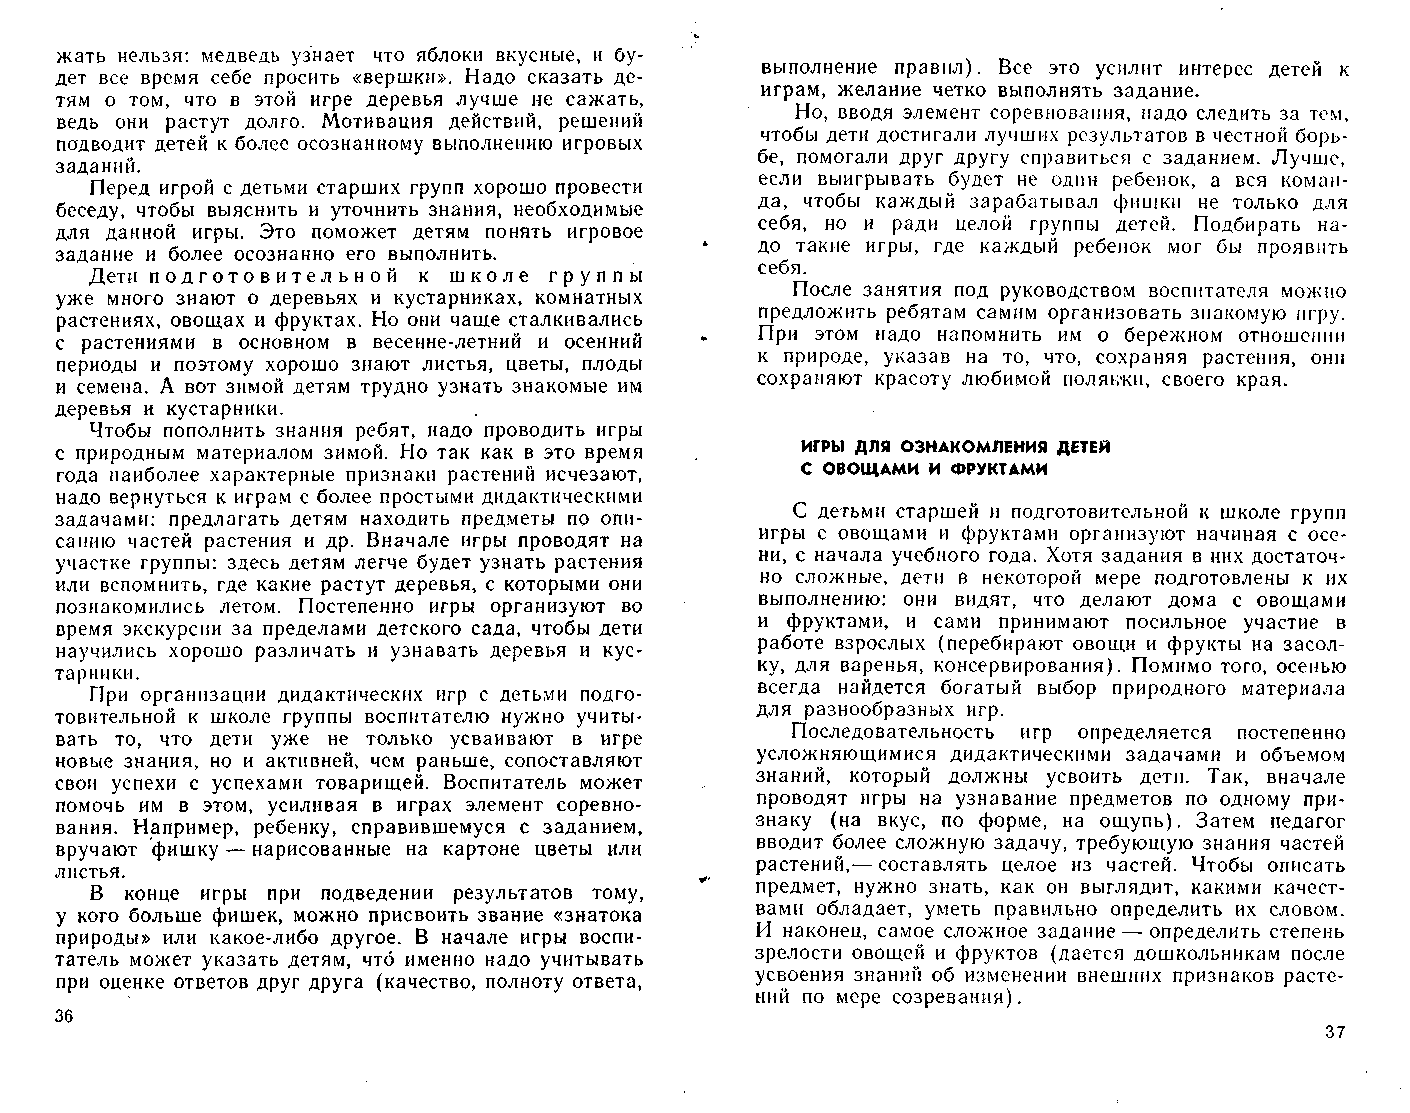 жать нельзя: медведь узнает что яблоки вкусные, и бу-
дет все время себе просить «вершки». Надо сказать де-
тям о том, что в этой игре деревья лучше не сажать,
ведь они растут долго. Мотивация действий, решений
подводит детей к более осознанному выполнению игровых
заданий.
Перед игрой с детьми старших групп хорошо провести
беседу, чтобы выяснить и уточнить знания, необходимые
для данной игры. Это поможет детям понять игровое
задание и более осознанно его выполнить.
Дети подготовительной к школе группы
уже много знают о деревьях и кустарниках, комнатных
растениях, овощах и фруктах. Но они чаще сталкивались
с растениями в основном в весенне-летний и осенний
периоды и поэтому хорошо знают листья, цветы, плоды
и семена. А вот зимой детям трудно узнать знакомые им
деревья и кустарники.
Чтобы пополнить знания ребят, надо проводить игры
с природным материалом зимой. Но так как в это время
года наиболее характерные признаки растений исчезают,
надо вернуться к играм с более простыми дидактическими
задачами: предлагать детям находить предметы по опи-
санию частей растения и др. Вначале игры проводят на
участке группы: здесь детям легче будет узнать растения
или вспомнить, где какие растут деревья, с которыми они
познакомились летом. Постепенно игры организуют во
время экскурсии за пределами детского сада, чтобы дети
научились хорошо различать и узнавать деревья и кус-
тарники.
При организации дидактических игр с детьми подго-
товительной к школе группы воспитателю нужно учиты-
вать то, что дети уже не только усваивают в игре
новые знания, но и активней, чем раньше, сопоставляют
свои успехи с успехами товарищей. Воспитатель может
помочь им в этом, усиливая в играх элемент соревно-
вания. Например, ребенку, справившемуся с заданием,
вручают фишку — нарисованные на картоне цветы или
листья.
В конце игры при подведении результатов тому,
у кого больше фишек, можно присвоить звание «знатока
природы» или какое-либо другое. В начале игры воспи-
татель может указать детям, что́ именно надо учитывать
при оценке ответов друг друга (качество, полноту ответа,
36
выполнение правил). Все это усилит интерес детей к
играм, желание четко выполнять задание.
Но, вводя элемент соревнования, надо следить за тем,
чтобы дети достигали лучших результатов в честной борь-
бе, помогали друг другу справиться с заданием. Лучше,
если выигрывать будет не один ребенок, а вся коман-
да, чтобы каждый зарабатывал фишки не только для
себя, но и ради целой группы детей. Подбирать на-
до такие игры, где каждый ребенок мог бы проявить
себя.
После занятия под руководством воспитателя можно
предложить ребятам самим организовать знакомую игру.
При этом надо напомнить им о бережном отношении
к природе, указав на то, что, сохраняя растения, они
сохраняют красоту любимой полянки, своего края.
ИГРЫ ДЛЯ ОЗНАКОМЛЕНИЯ ДЕТЕЙ
С ОВОЩАМИ И ФРУКТАМИ
С детьми старшей и подготовительной к школе групп
игры с овощами и фруктами организуют начиная с осе-
ни, с начала учебного года. Хотя задания в них достаточ-
но сложные, дети в некоторой мере подготовлены к их
выполнению: они видят, что делают дома с овощами
и фруктами, и сами принимают посильное участие в
работе взрослых (перебирают овощи и фрукты на засол-
ку, для варенья, консервирования). Помимо того, осенью
всегда найдется богатый выбор природного материала
для разнообразных игр.
Последовательность игр определяется постепенно
усложняющимися дидактическими задачами и объемом
знаний, который должны усвоить дети. Так, вначале
проводят игры на узнавание предметов по одному при-
знаку (на вкус, по форме, на ощупь). Затем педагог
вводит более сложную задачу, требующую знания частей
растений,— составлять целое из частей. Чтобы описать
предмет, нужно знать, как он выглядит, какими качест-
вами обладает, уметь правильно определить их словом.
И наконец, самое сложное задание — определить степень
зрелости овощей и фруктов (дается дошкольникам после
усвоения знаний об изменении внешних признаков расте-
ний по мере созревания).
37